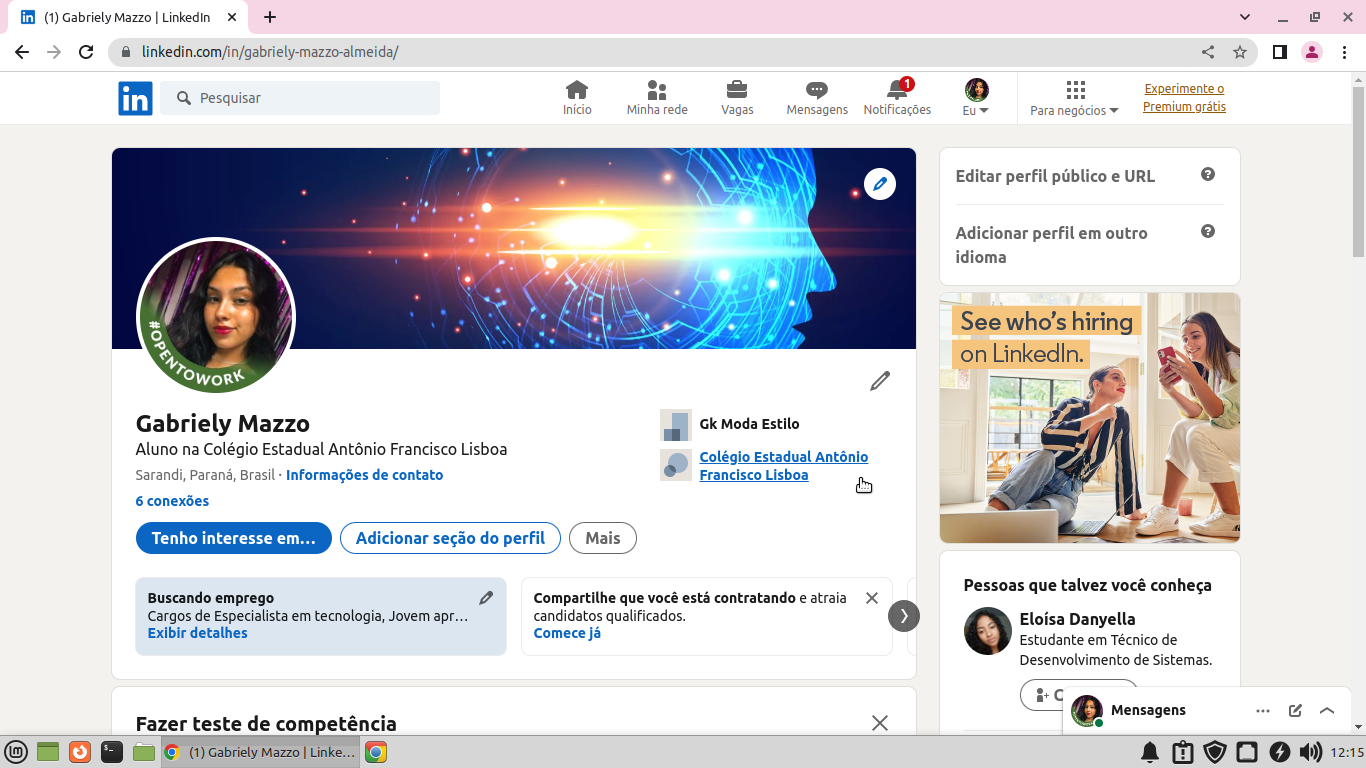 (1) Gabriely Mazzo | LinkedIn
linkedin.com/in/gabriely-mazzo-almeida/
in
Pesquisar
Início
Minha rede
Vagas
Mensagens
1
Notificações
Eu
Para negócios
Experimente o
Premium grátis
#OPENTOWORK
Gabriely Mazzo
Aluno na Colégio Estadual Antônio Francisco Lisboa
Sarandi, Paraná, Brasil · Informações de contato
6 conexões
Gk Moda Estilo
Colégio Estadual Antônio
Francisco Lisboa
Tenho interesse em…
Adicionar seção do perfil
Mais
Buscando emprego
Cargos de Especialista em tecnologia, Jovem apr…
Exibir detalhes
Compartilhe que você está contratando e atraia
candidatos qualificados.
Comece já
Fazer teste de competência
Editar perfil público e URL
Adicionar perfil em outro
idioma
See who's hiring
on LinkedIn.
Pessoas que talvez você conheça
Eloísa Danyella
Estudante em Técnico de
Desenvolvimento de Sistemas.
Mensagens
(1) Gabriely Mazzo | Linke…
12:15